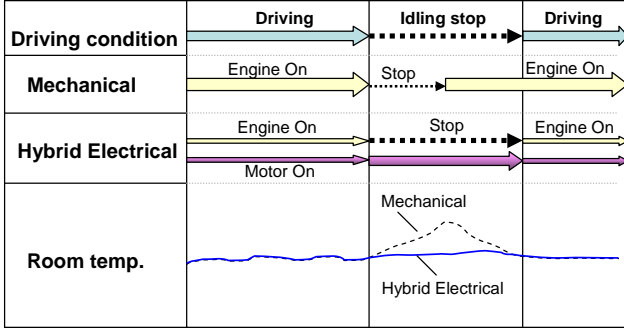 Driving condition
Driving
Idling stop
Driving
Mechanical
Engine On
Stop
Engine On
Hybrid Electrical
Engine On
Stop
Engine On
Motor On
Room temp.
Mechanical
Hybrid Electrical